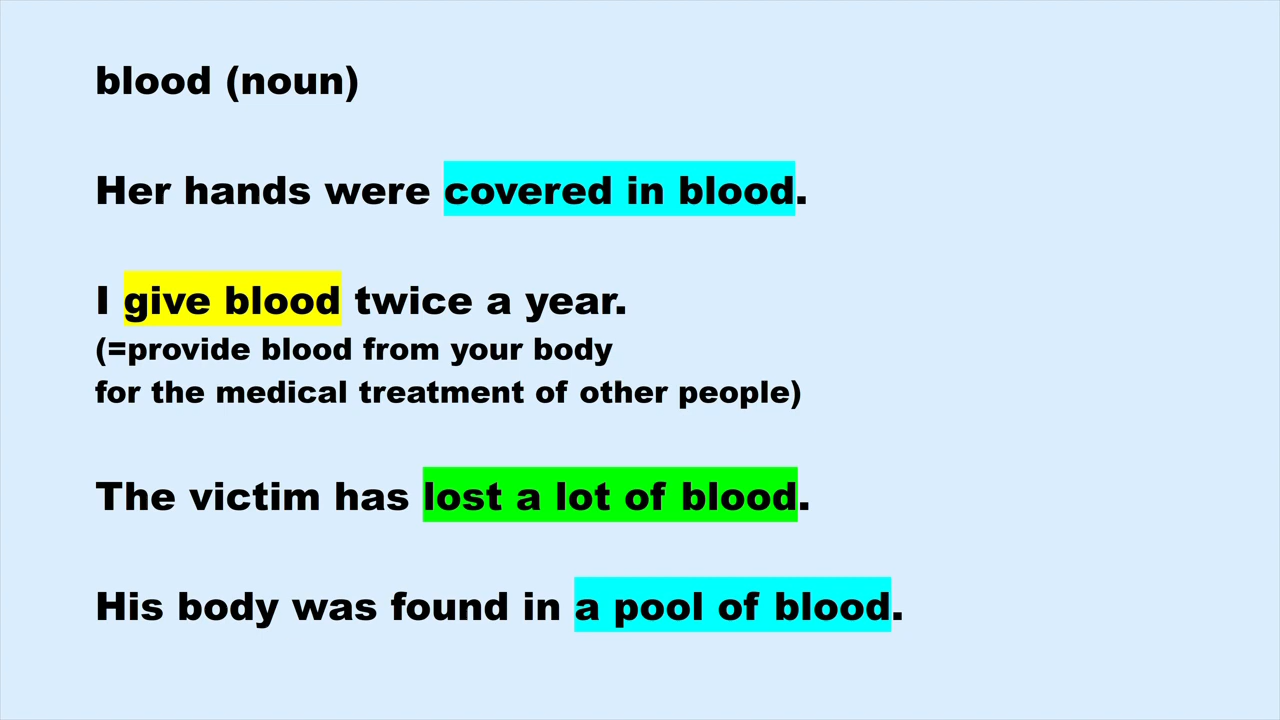 blood (noun)
Her hands were covered in blood.
I give blood twice a year.
(=provide blood from your body
for the medical treatment of other people)
The victim has lost a lot of blood.
His body was found in a pool of blood.